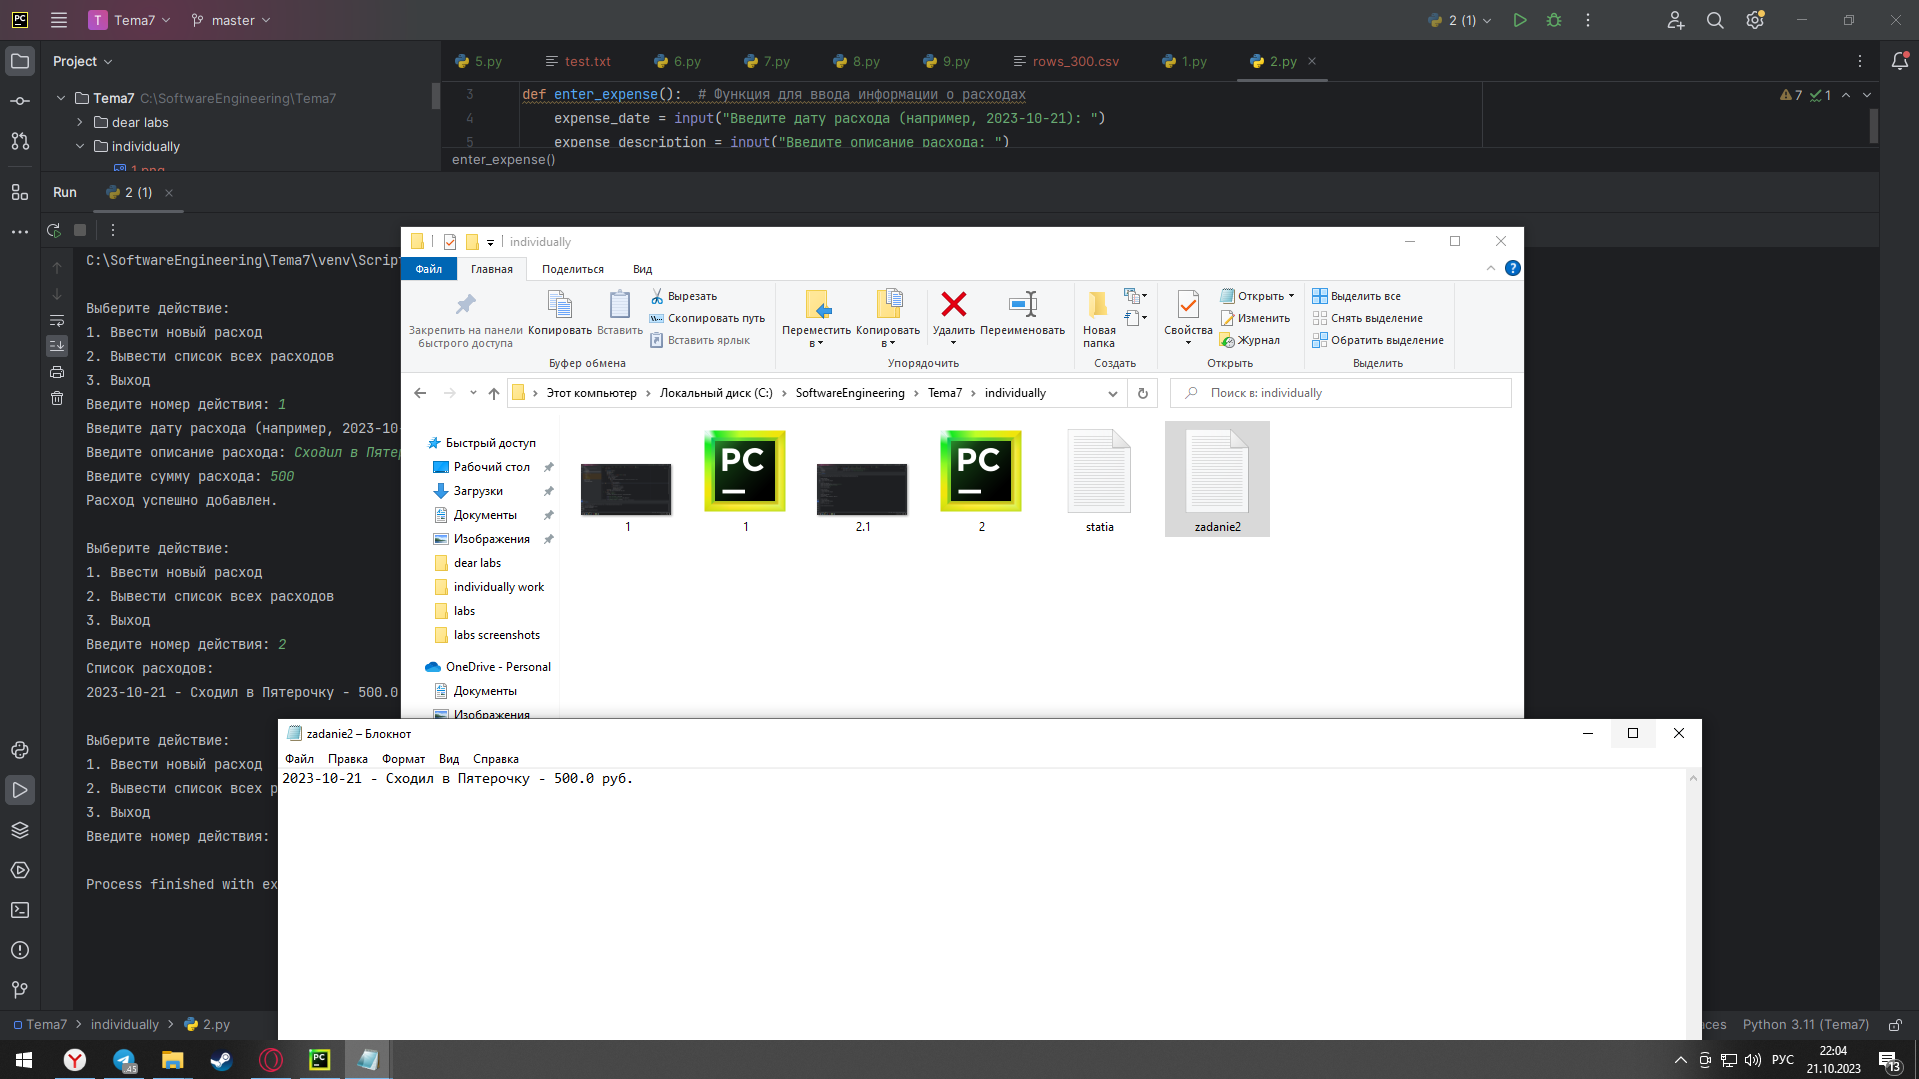 PC
T Tema7
master
2 (1)
Project
5.py
test.txt
6.py
7.py
8.py
9.py
rows_300.csv
1.py
2.py
Tema7 C:\SoftwareEngineering\Tema7
dear labs
individually
1.png
3 def enter_expense():  # Функция для ввода информации о расходах
4 expense_date = input("Введите дату расхода (например, 2023-10-21): ")
5 expense_description = input("Введите описание расхода: ")
7 1
enter_expense()
Run
2 (1)
C:\SoftwareEngineering\Tema7\venv\Script
Выберите действие:
1. Ввести новый расход
2. Вывести список всех расходов
3. Выход
Введите номер действия: 1
Введите дату расхода (например, 2023-10-
Введите описание расхода: Сходил в Пятер
Введите сумму расхода: 500
Расход успешно добавлен.
Выберите действие:
1. Ввести новый расход
2. Вывести список всех расходов
3. Выход
Введите номер действия: 2
Список расходов:
2023-10-21 - Сходил в Пятерочку - 500.0
Выберите действие:
1. Ввести новый расход
2. Вывести список всех р
3. Выход
Введите номер действия:
Process finished with ex
individually
Файл
Главная
Поделиться
Вид
Закрепить на панели быстрого доступа
Копировать
Вставить
Вырезать
Скопировать путь
Вставить ярлык
Буфер обмена
Переместить в
Копировать в
Удалить
Переименовать
Упорядочить
Новая папка
Создать
Свойства
Открыть
Изменить
Журнал
Открыть
Выделить все
Снять выделение
Обратить выделение
Выделить
Этот компьютер
Локальный диск (C:)
SoftwareEngineering
Tema7
individually
Поиск в: individually
Быстрый доступ
Рабочий стол
Загрузки
Документы
Изображения
dear labs
individually work
labs
labs screenshots
OneDrive - Personal
Документы
Изображения
PC
PC
1
1
2.1
2
statia
zadanie2
zadanie2 – Блокнот
Файл
Правка
Формат
Вид
Справка
2023-10-21 - Сходил в Пятерочку - 500.0 руб.
Tema7
individually
2.py
aces
Python 3.11 (Tema7)
45
PC
РУС
22:04
21.10.2023
13